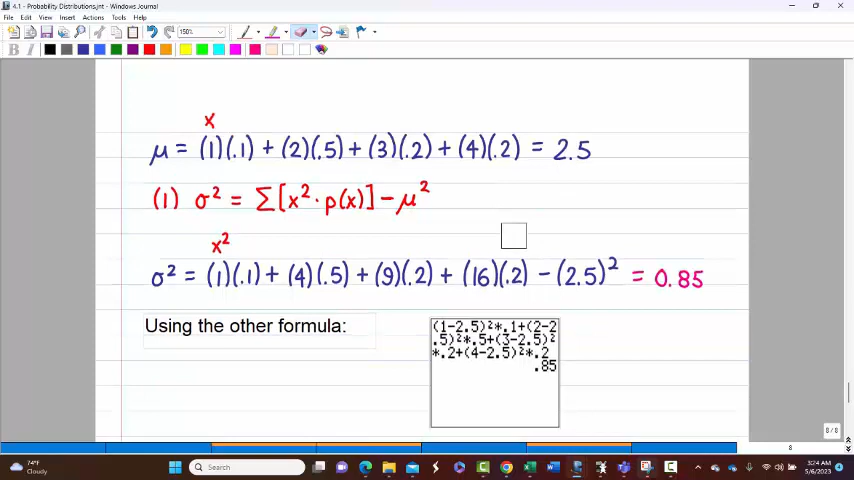 4.1 - Probability Distributions.jnt - Windows Journal
File Edit View Insert Actions Tools Help
150%
B I
x
μ = (1)(.1) + (2)(.5) + (3)(.2) + (4)(.2) = 2.5
(1) σ² = Σ[x²·p(x)] - μ²
x²
σ² = (1)(.1) + (4)(.5) + (9)(.2) + (16)(.2) - (2.5)² = 0.85
Using the other formula:
(1-2.5)²*.1+(2-2
.5)²*.5+(3-2.5)²
*.2+(4-2.5)²*.2
.85
8 / 8
8
74°F
Cloudy
Search
3:24 AM
5/6/2023